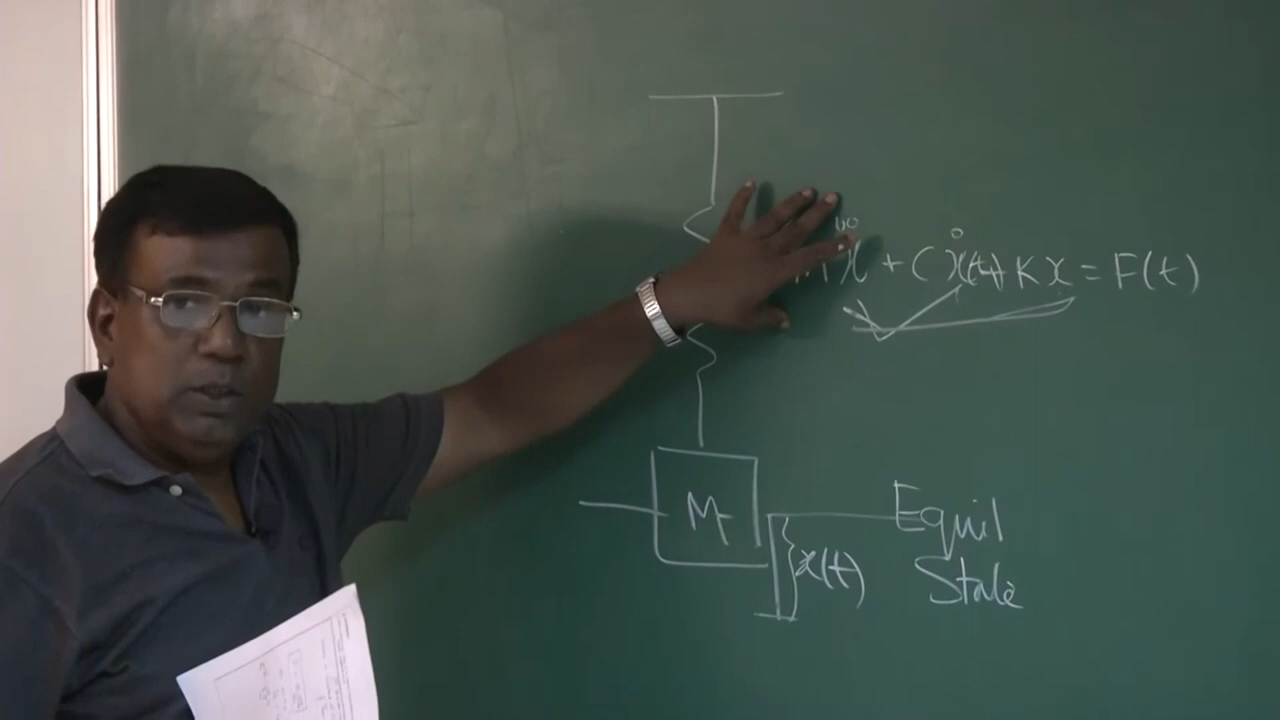 ẍ + Cẋ(t) + Kx = F(t)
M
Equil
x(t)
State